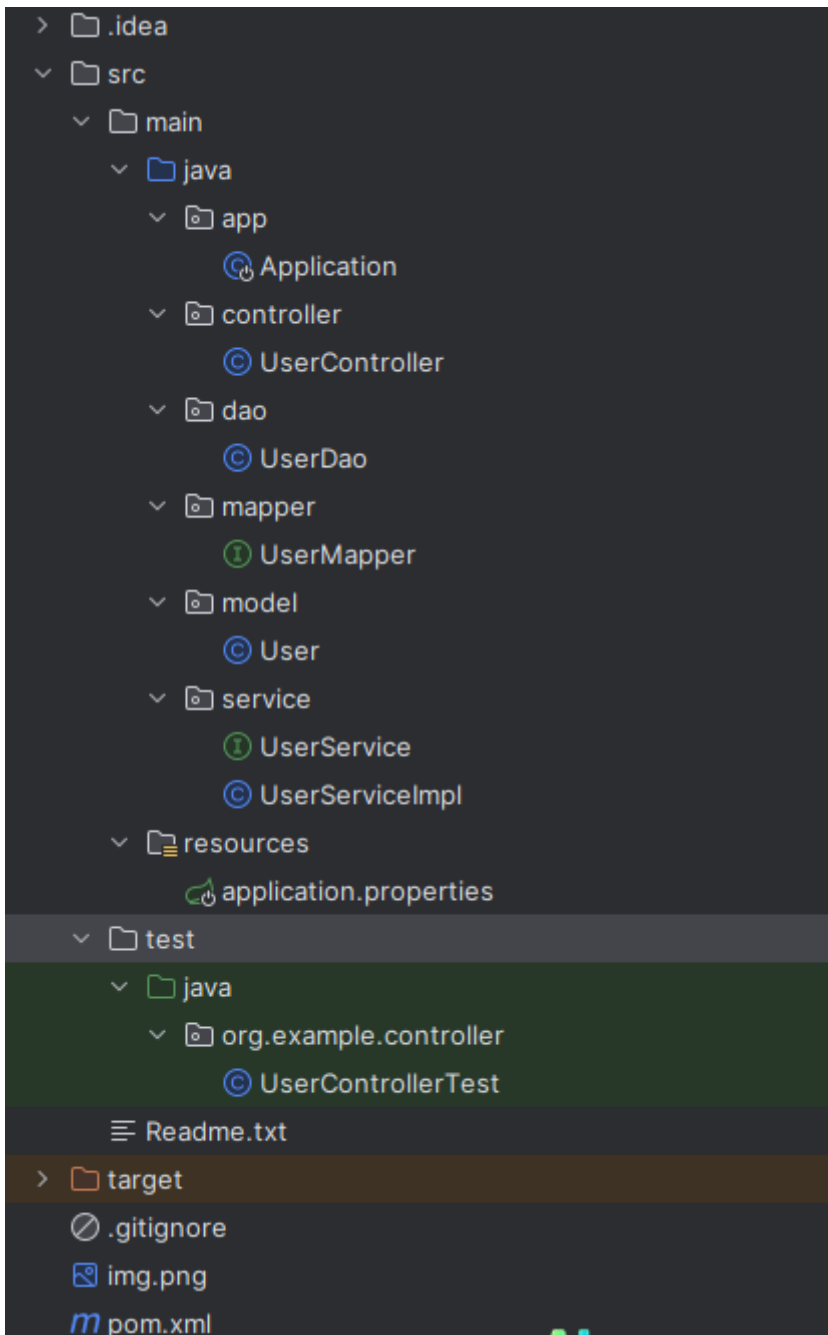 .idea
src
main
java
app
Application
controller
UserController
dao
UserDao
mapper
UserMapper
model
User
service
UserService
UserServiceImpl
resources
application.properties
test
java
org.example.controller
UserControllerTest
Readme.txt
target
.gitignore
img.png
pom.xml